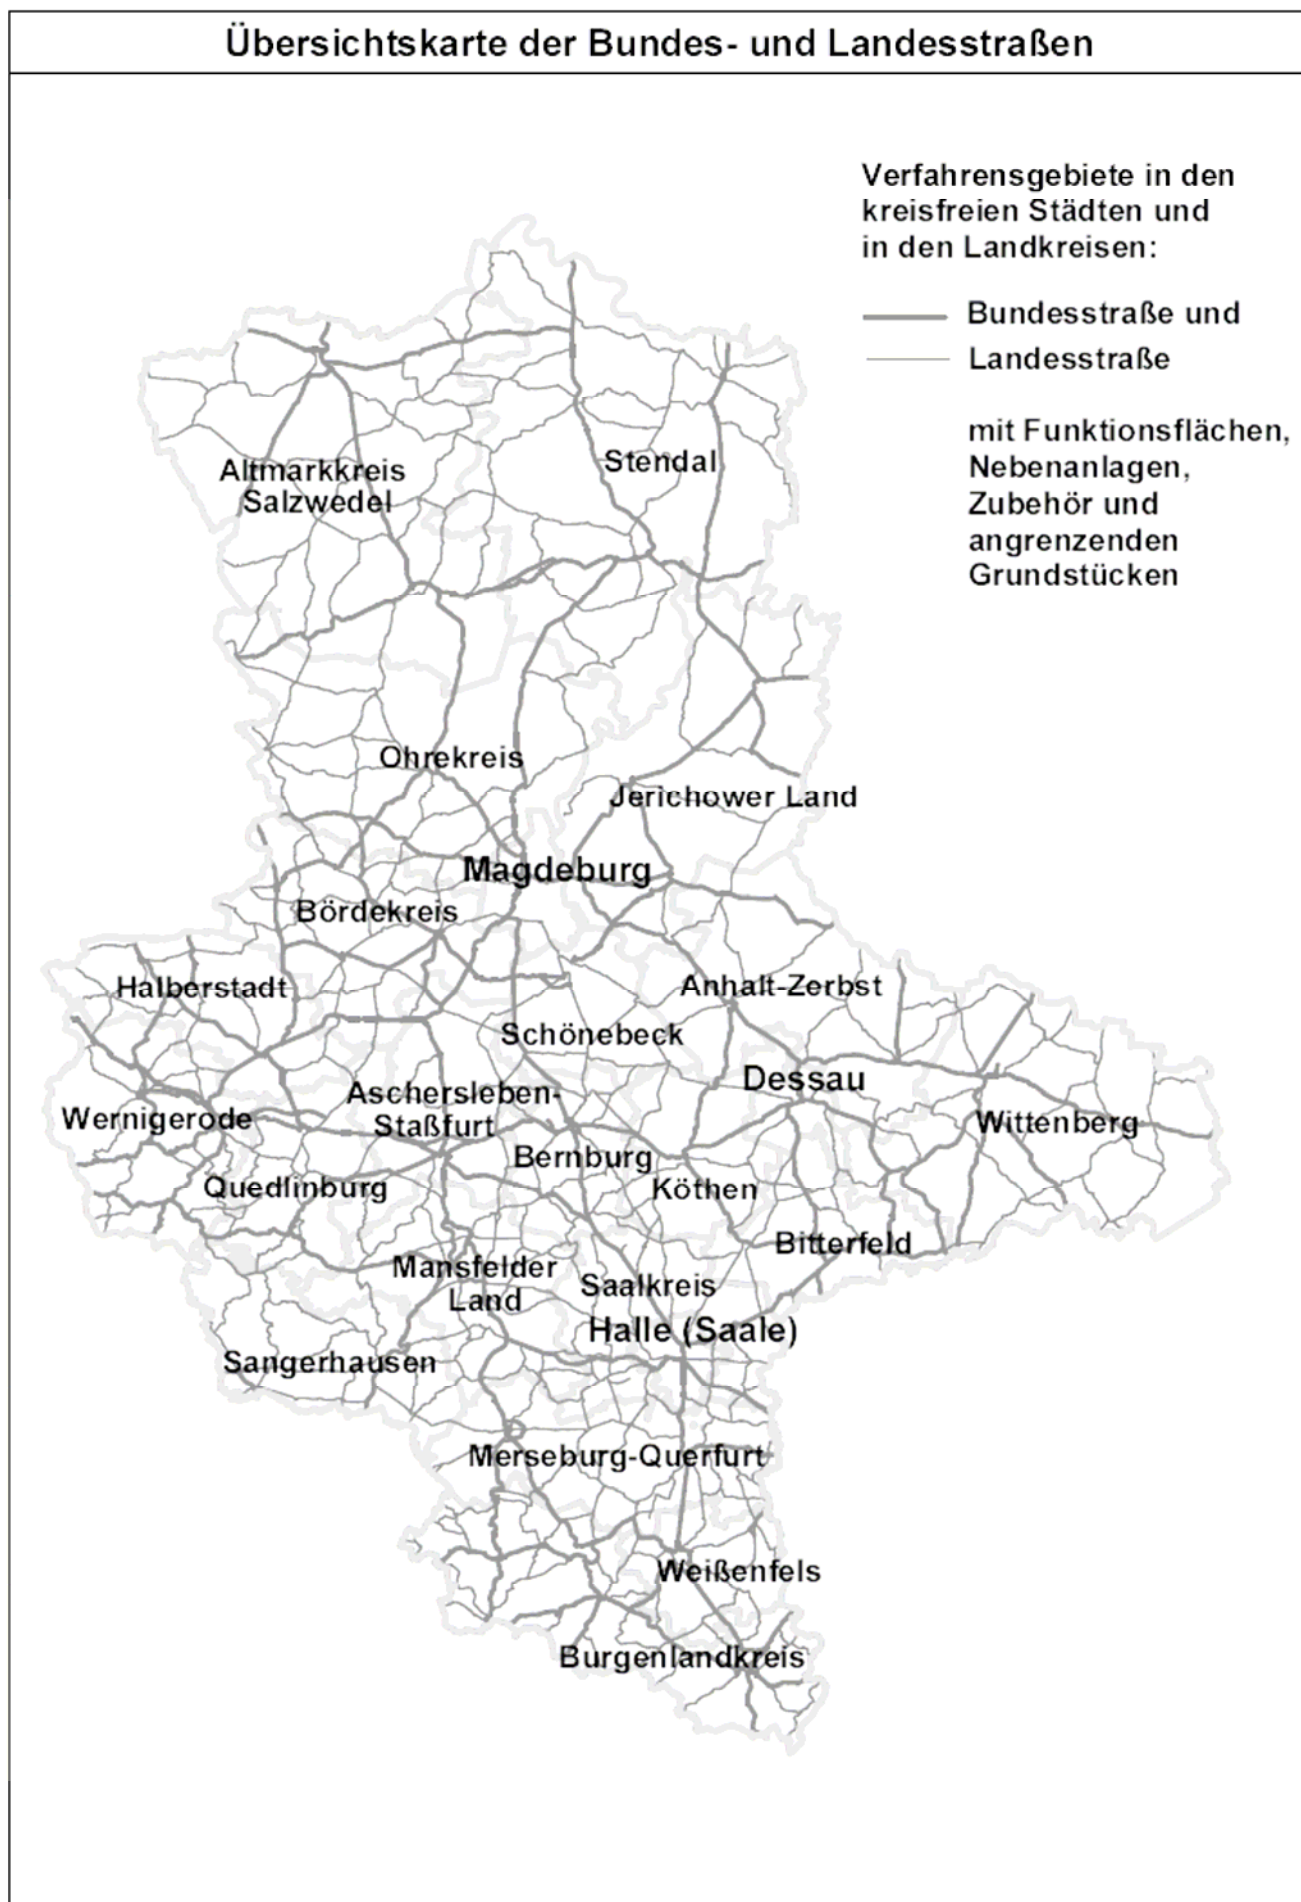 Übersichtskarte der Bundes- und Landesstraßen
Verfahrensgebiete in den
kreisfreien Städten und
in den Landkreisen:
Bundesstraße und
Landesstraße
mit Funktionsflächen,
Nebenanlagen,
Zubehör und
angrenzenden
Grundstücken
Altmarkkreis
Salzwedel
Stendal
Ohrekreis
Jerichower Land
Magdeburg
Bördekreis
Halberstadt
Anhalt-Zerbst
Schönebeck
Dessau
Aschersleben-
Staßfurt
Wernigerode
Wittenberg
Bernburg
Quedlinburg
Köthen
Bitterfeld
Mansfelder
Land
Saalkreis
Halle (Saale)
Sangerhausen
Merseburg-Querfurt
Weißenfels
Burgenlandkreis